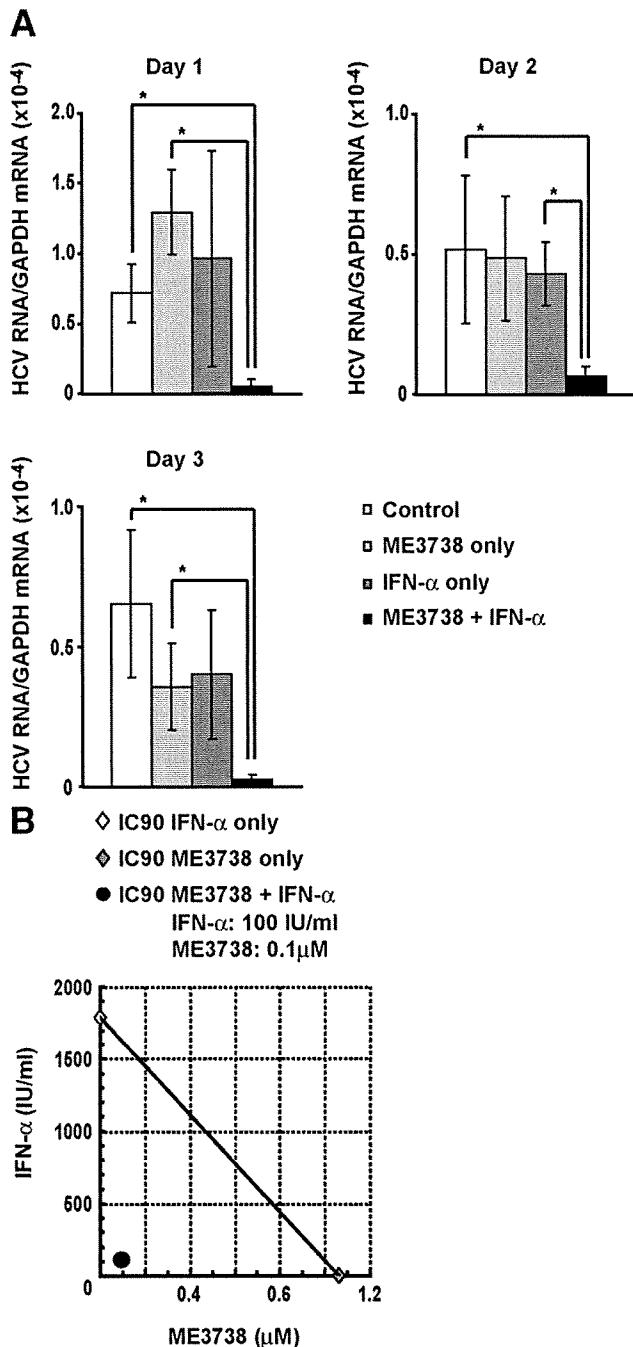 A
Day 1
HCV RNA/GAPDH mRNA (x10-4)
2.0
1.5
1.0
0.5
0
*
*
Day 2
HCV RNA/GAPDH mRNA (x10-4)
1.0
0.5
0
*
*
Day 3
HCV RNA/GAPDH mRNA (x10-4)
1.0
0.5
0
*
*
Control
ME3738 only
IFN-α only
ME3738 + IFN-α
B
IC90 IFN-α only
IC90 ME3738 only
IC90 ME3738 + IFN-α
IFN-α: 100 IU/ml
ME3738: 0.1μM
IFN-α (IU/ml)
2000
1500
1000
500
0
0.4
0.8
1.2
ME3738 (μM)